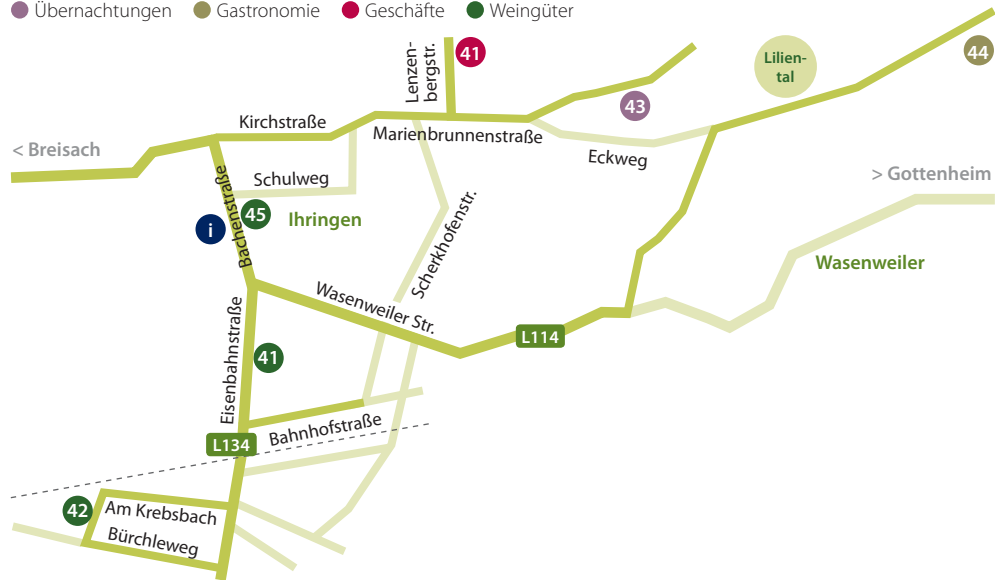 Übernachtungen
Gastronomie
Geschäfte
Weingüter
Lenzen-
bergstr.
41
44
Lilien-
tal
43
Kirchstraße
Marienbrunnenstraße
< Breisach
Eckweg
Schulweg
> Gottenheim
Bachenstraße
45
i
Ihringen
Scherkhofenstr.
Wasenweiler
Wasenweiler Str.
L114
Eisenbahnstraße
41
Bahnhofstraße
L134
42
Am Krebsbach
Bürchleweg